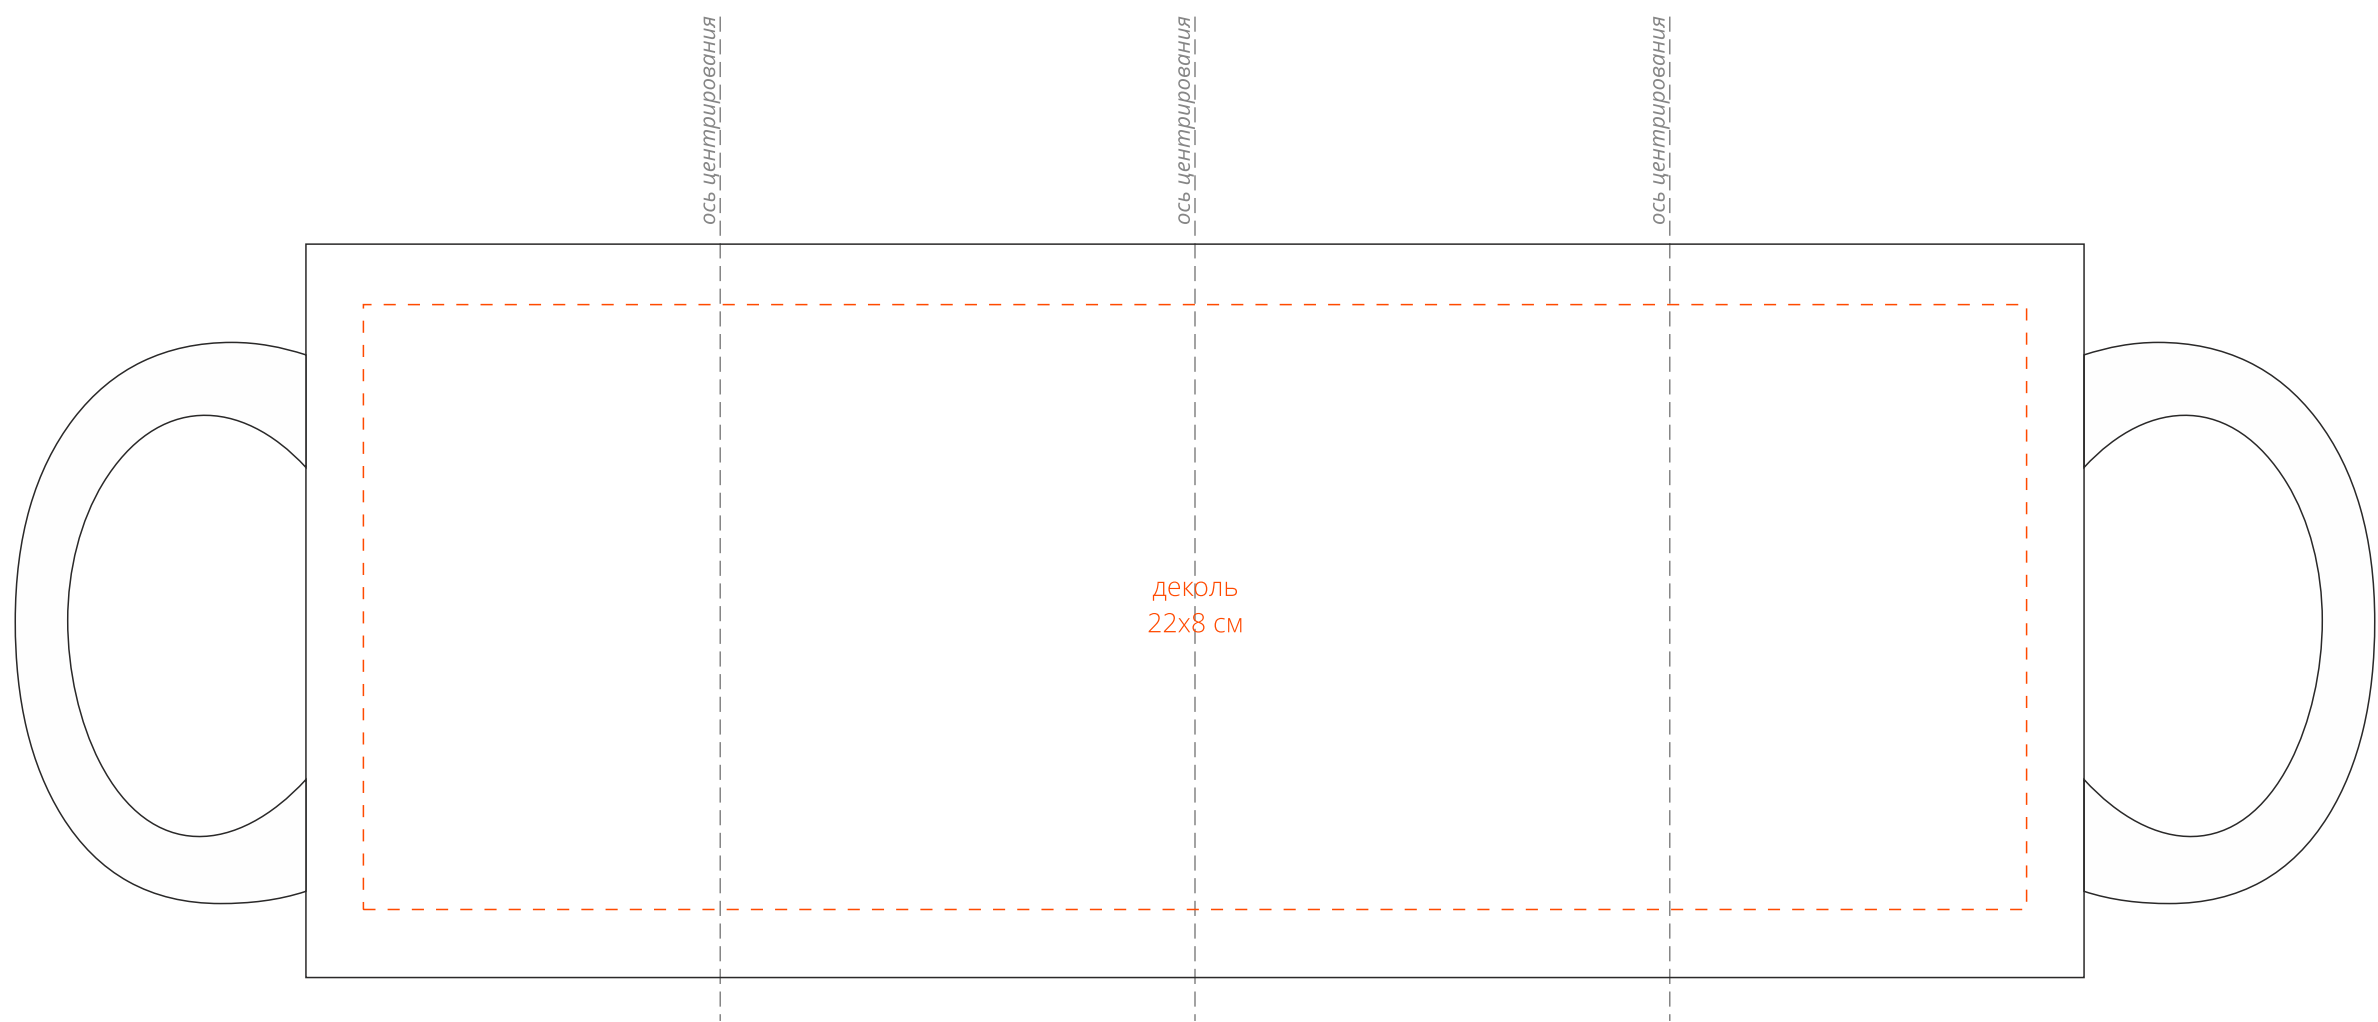 ось центрирования
ось центрирования
ось центрирования
деколь
22х8 см